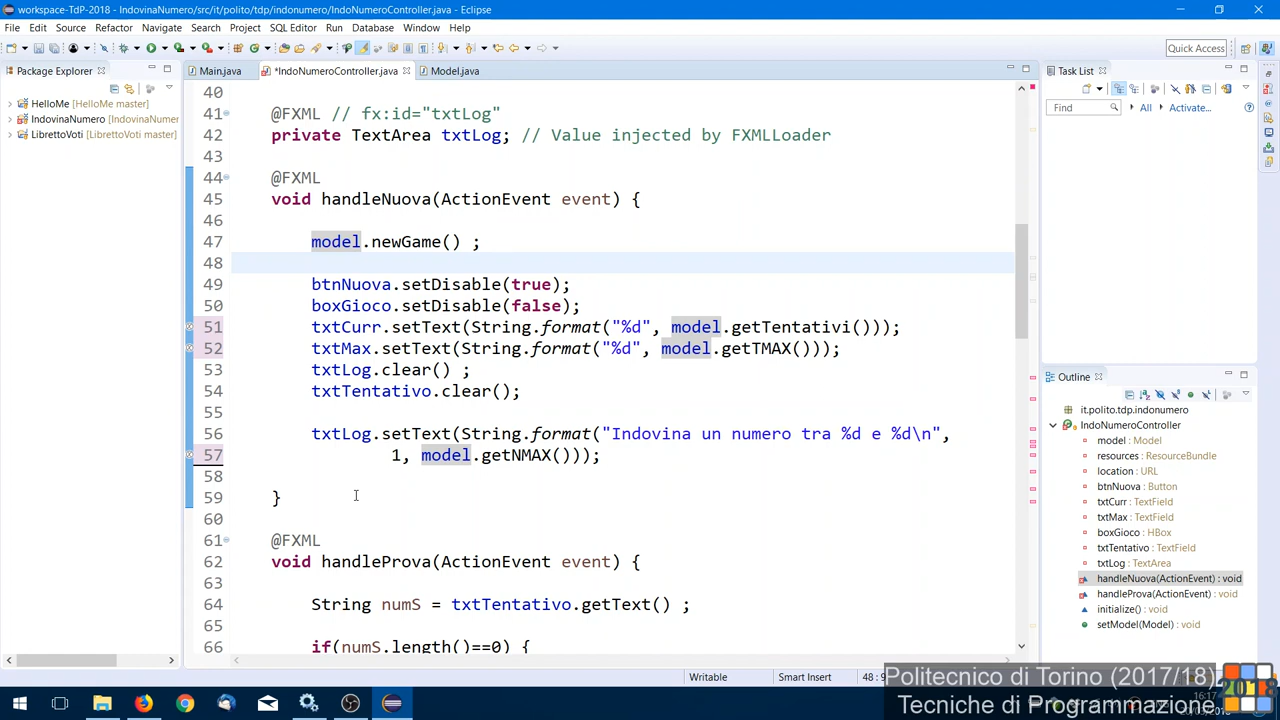 workspace-TdP-2018 - IndovinaNumero/src/it/polito/tdp/indonumero/IndoNumeroController.java - Eclipse
File Edit Source Refactor Navigate Search Project SQL Editor Run Database Window Help
Quick Access
Package Explorer
Main.java
*IndoNumeroController.java
Model.java
Task List
HelloMe [HelloMe master]
IndovinaNumero [IndovinaNumer
LibrettoVoti [LibrettoVoti master]
Find
All
Activate...
40
41 @FXML // fx:id="txtLog"
42 private TextArea txtLog; // Value injected by FXMLLoader
43
44 @FXML
45 void handleNuova(ActionEvent event) {
46
47 model.newGame() ;
48
49 btnNuova.setDisable(true);
50 boxGioco.setDisable(false);
51 txtCurr.setText(String.format("%d", model.getTentativi()));
52 txtMax.setText(String.format("%d", model.getTMAX()));
53 txtLog.clear() ;
54 txtTentativo.clear();
55
56 txtLog.setText(String.format("Indovina un numero tra %d e %d\n",
57 1, model.getNMAX()));
58
59 }
60
61 @FXML
62 void handleProva(ActionEvent event) {
63
64 String numS = txtTentativo.getText() ;
65
66 if(numS.length()==0) {
Outline
it.polito.tdp.indonumero
IndoNumeroController
model : Model
resources : ResourceBundle
location : URL
btnNuova : Button
txtCurr : TextField
txtMax : TextField
boxGioco : HBox
txtTentativo : TextField
txtLog : TextArea
handleNuova(ActionEvent) : void
handleProva(ActionEvent) : void
initialize() : void
setModel(Model) : void
Writable
Smart Insert
48 : 9
Politecnico di Torino (2017/18)
Tecniche di Programmazione
2018
16:17